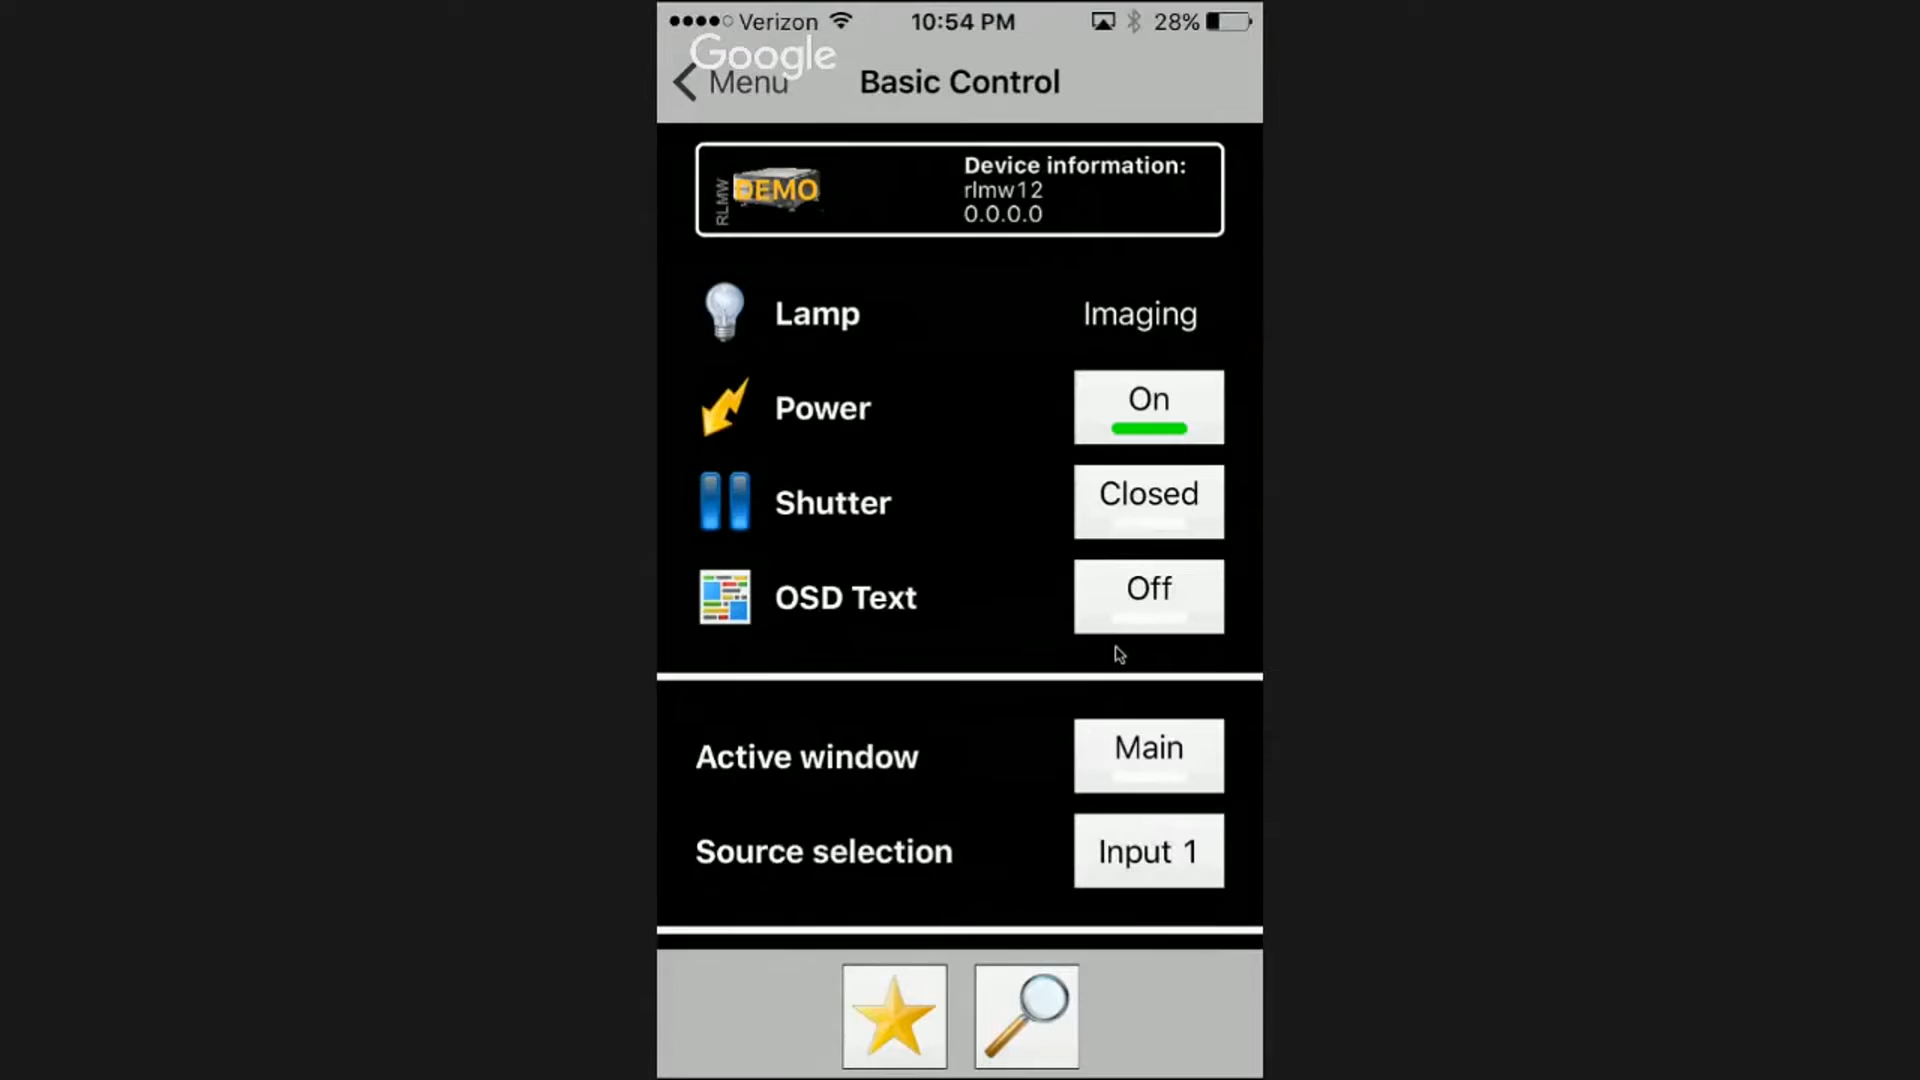 Verizon 10:54 PM 28%
Google
Menu Basic Control
RLMW DEMO
Device information:
rlmw12
0.0.0.0
Lamp Imaging
Power On
Shutter Closed
OSD Text Off
Active window Main
Source selection Input 1